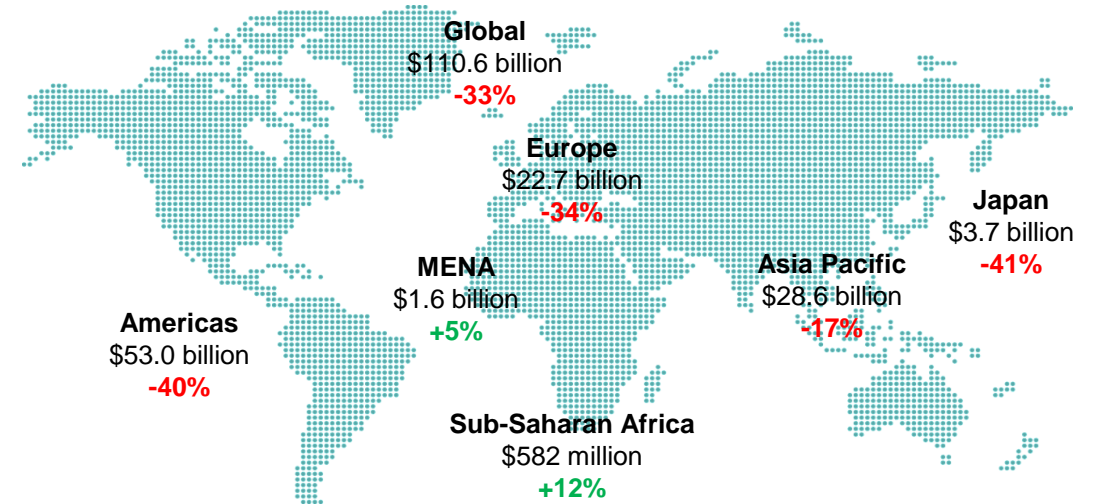 Global
$110.6 billion
-33%
Europe
$22.7 billion
-34%
Japan
$3.7 billion
-41%
MENA
$1.6 billion
+5%
Asia Pacific
$28.6 billion
-17%
Americas
$53.0 billion
-40%
Sub-Saharan Africa
$582 million
+12%